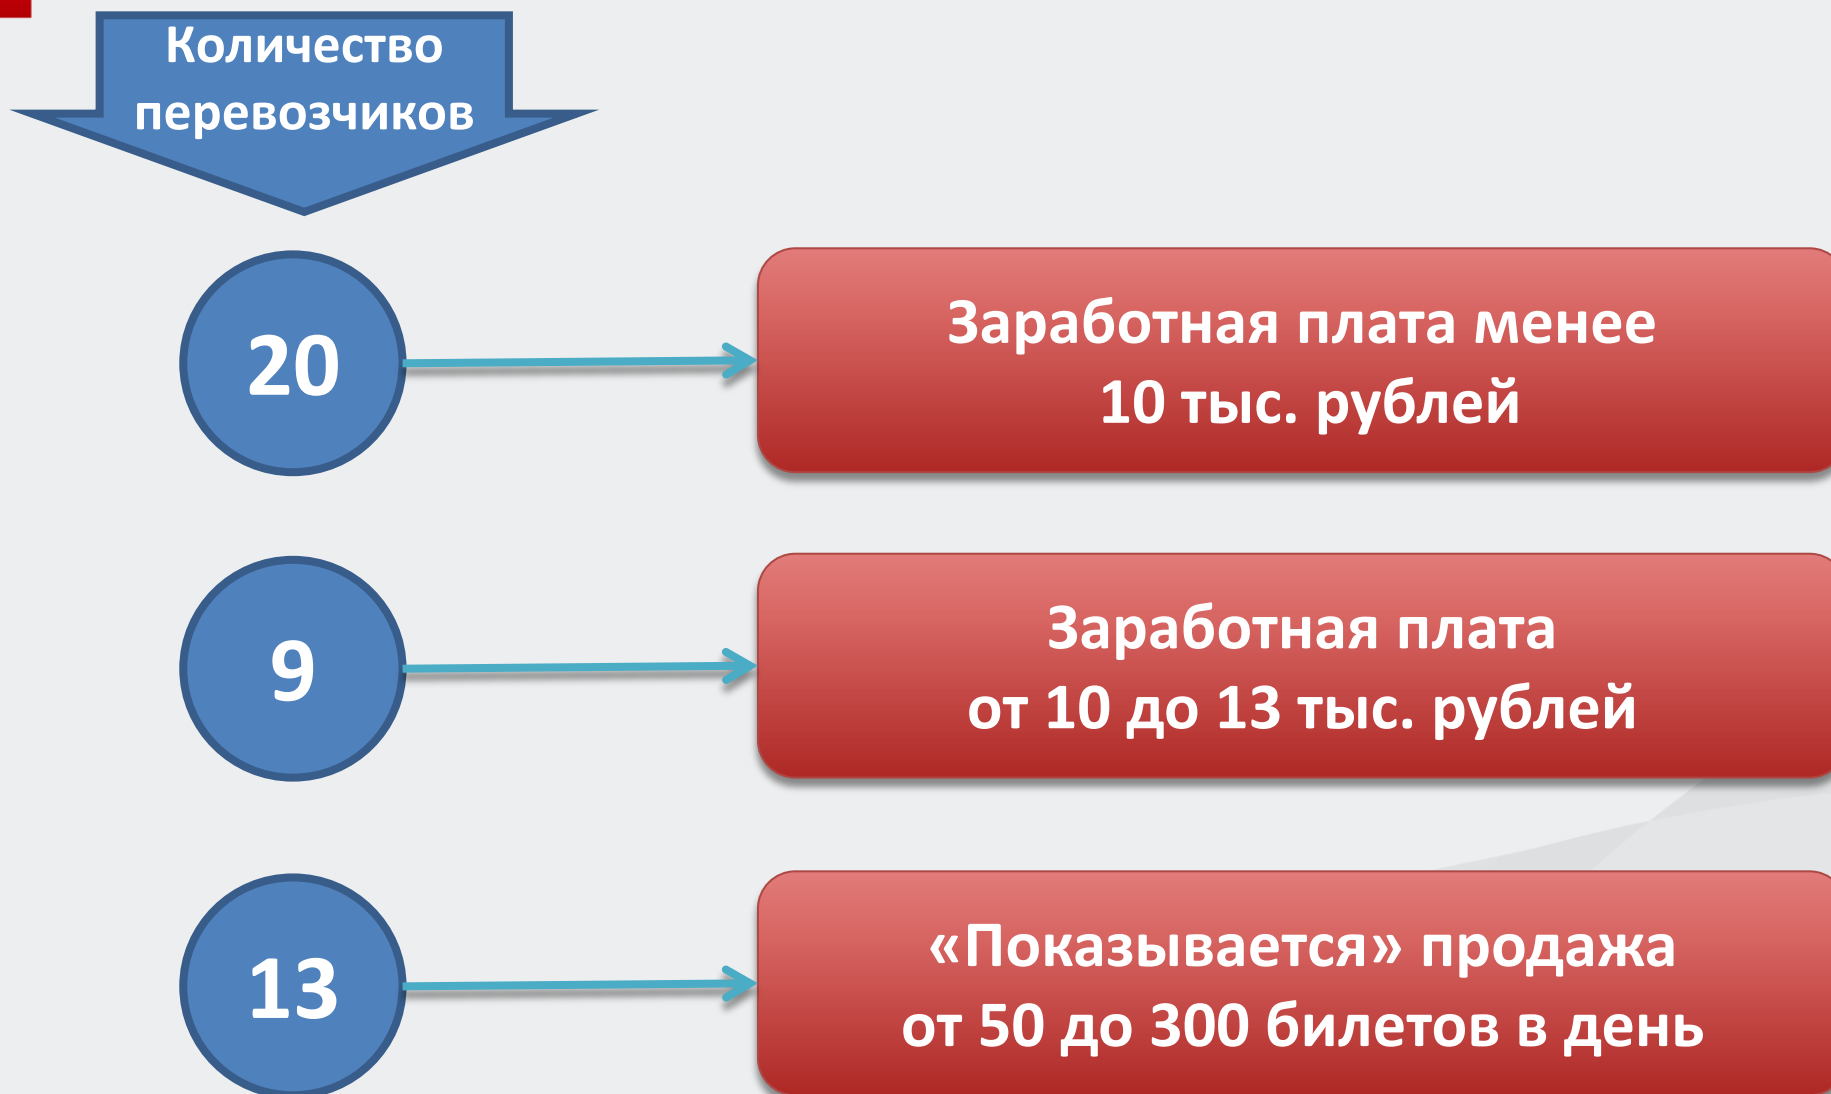 Количество
перевозчиков
20
Заработная плата менее
10 тыс. рублей
9
Заработная плата
от 10 до 13 тыс. рублей
13
«Показывается» продажа
от 50 до 300 билетов в день